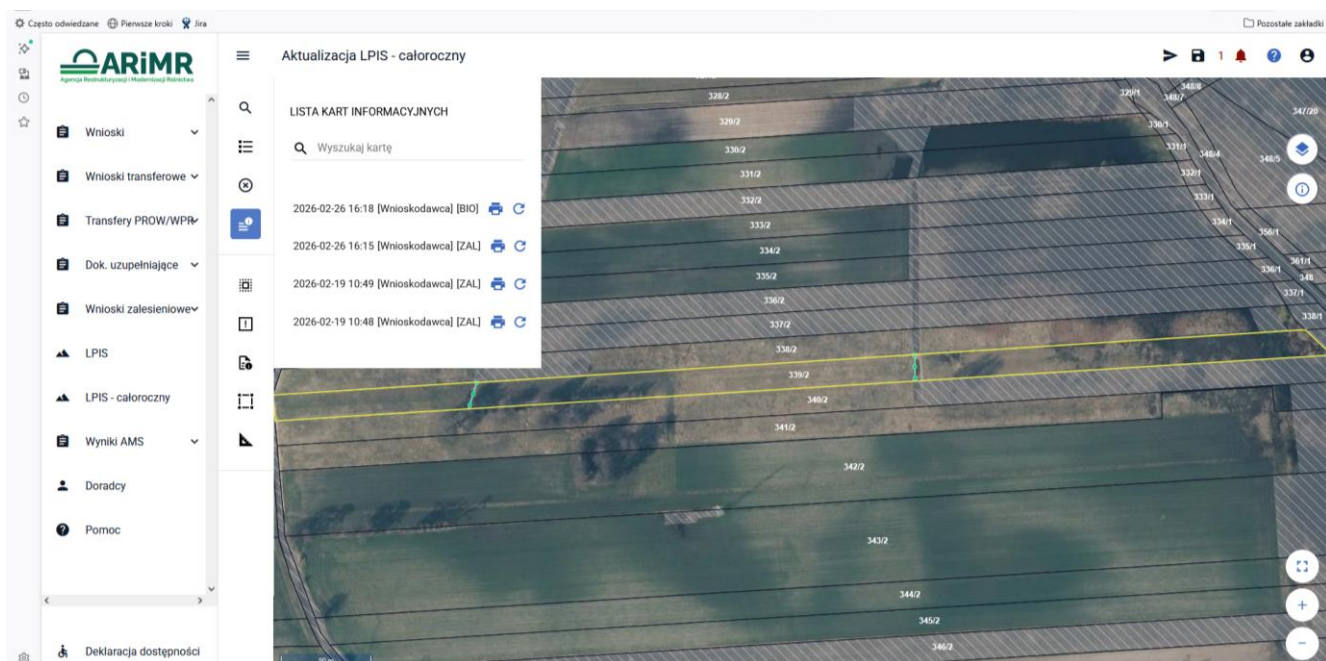 Często odwiedzane Pierwsze kroki Jira Pozostałe zakładki
ARiMR
Agencja Restrukturyzacji i Modernizacji Rolnictwa
Aktualizacja LPIS - całoroczny
1
Wnioski
Wnioski transferowe
Transfery PROW/WPR
Dok. uzupełniające
Wnioski zalesieniowe
LPIS
LPIS - całoroczny
Wyniki AMS
Doradcy
Pomoc
Deklaracja dostępności
LISTA KART INFORMACYJNYCH
Wyszukaj kartę
2026-02-26 16:18 [Wnioskodawca] [BIO]
2026-02-26 16:15 [Wnioskodawca] [ZAL]
2026-02-19 10:49 [Wnioskodawca] [ZAL]
2026-02-19 10:48 [Wnioskodawca] [ZAL]
328/2
329/2
330/2
331/2
332/2
333/2
334/2
335/2
336/2
337/2
338/2
339/2
340/2
341/2
342/2
343/2
344/2
345/2
346/2
329/1
348/8
348/7
347/20
330/1
331/1
348/4
348/5
332/1
333/1
334/1
356/1
335/1
361/1
336/1
348
337/1
338/1